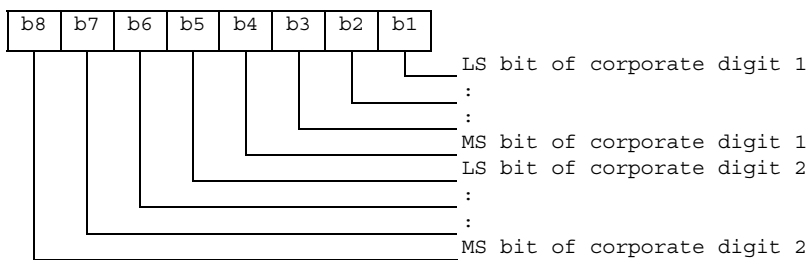 b8 b7 b6 b5 b4 b3 b2 b1
LS bit of corporate digit 1
:
:
MS bit of corporate digit 1
LS bit of corporate digit 2
:
:
MS bit of corporate digit 2